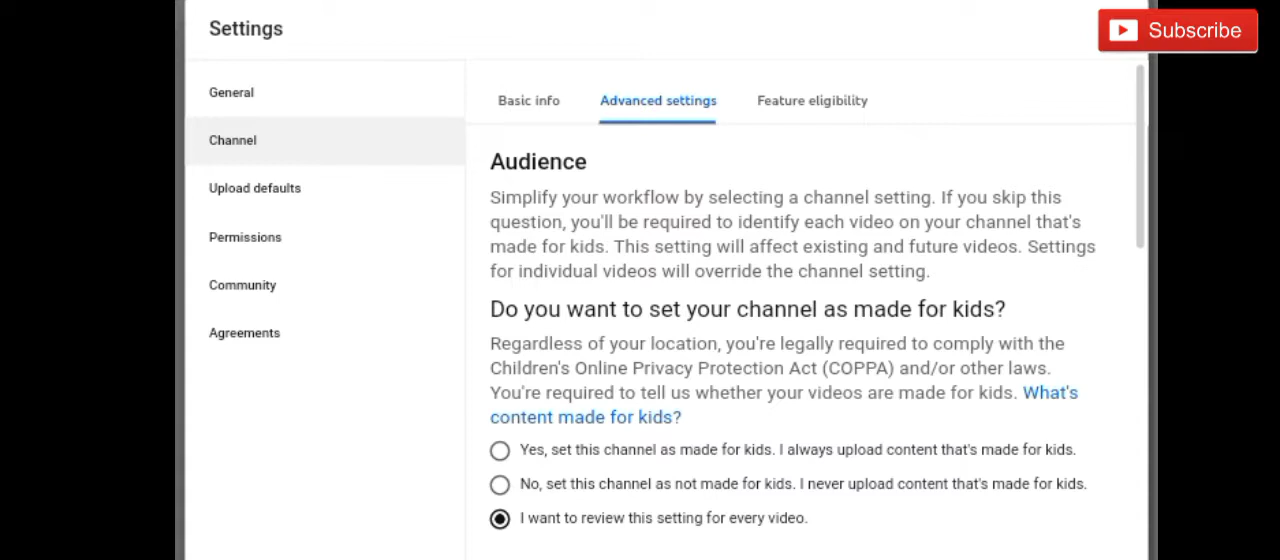 Settings
Subscribe
General
Channel
Upload defaults
Permissions
Community
Agreements
Basic info
Advanced settings
Feature eligibility
Audience
Simplify your workflow by selecting a channel setting. If you skip this
question, you'll be required to identify each video on your channel that's
made for kids. This setting will affect existing and future videos. Settings
for individual videos will override the channel setting.
Do you want to set your channel as made for kids?
Regardless of your location, you're legally required to comply with the
Children's Online Privacy Protection Act (COPPA) and/or other laws.
You're required to tell us whether your videos are made for kids. What's
content made for kids?
Yes, set this channel as made for kids. I always upload content that's made for kids.
No, set this channel as not made for kids. I never upload content that's made for kids.
I want to review this setting for every video.